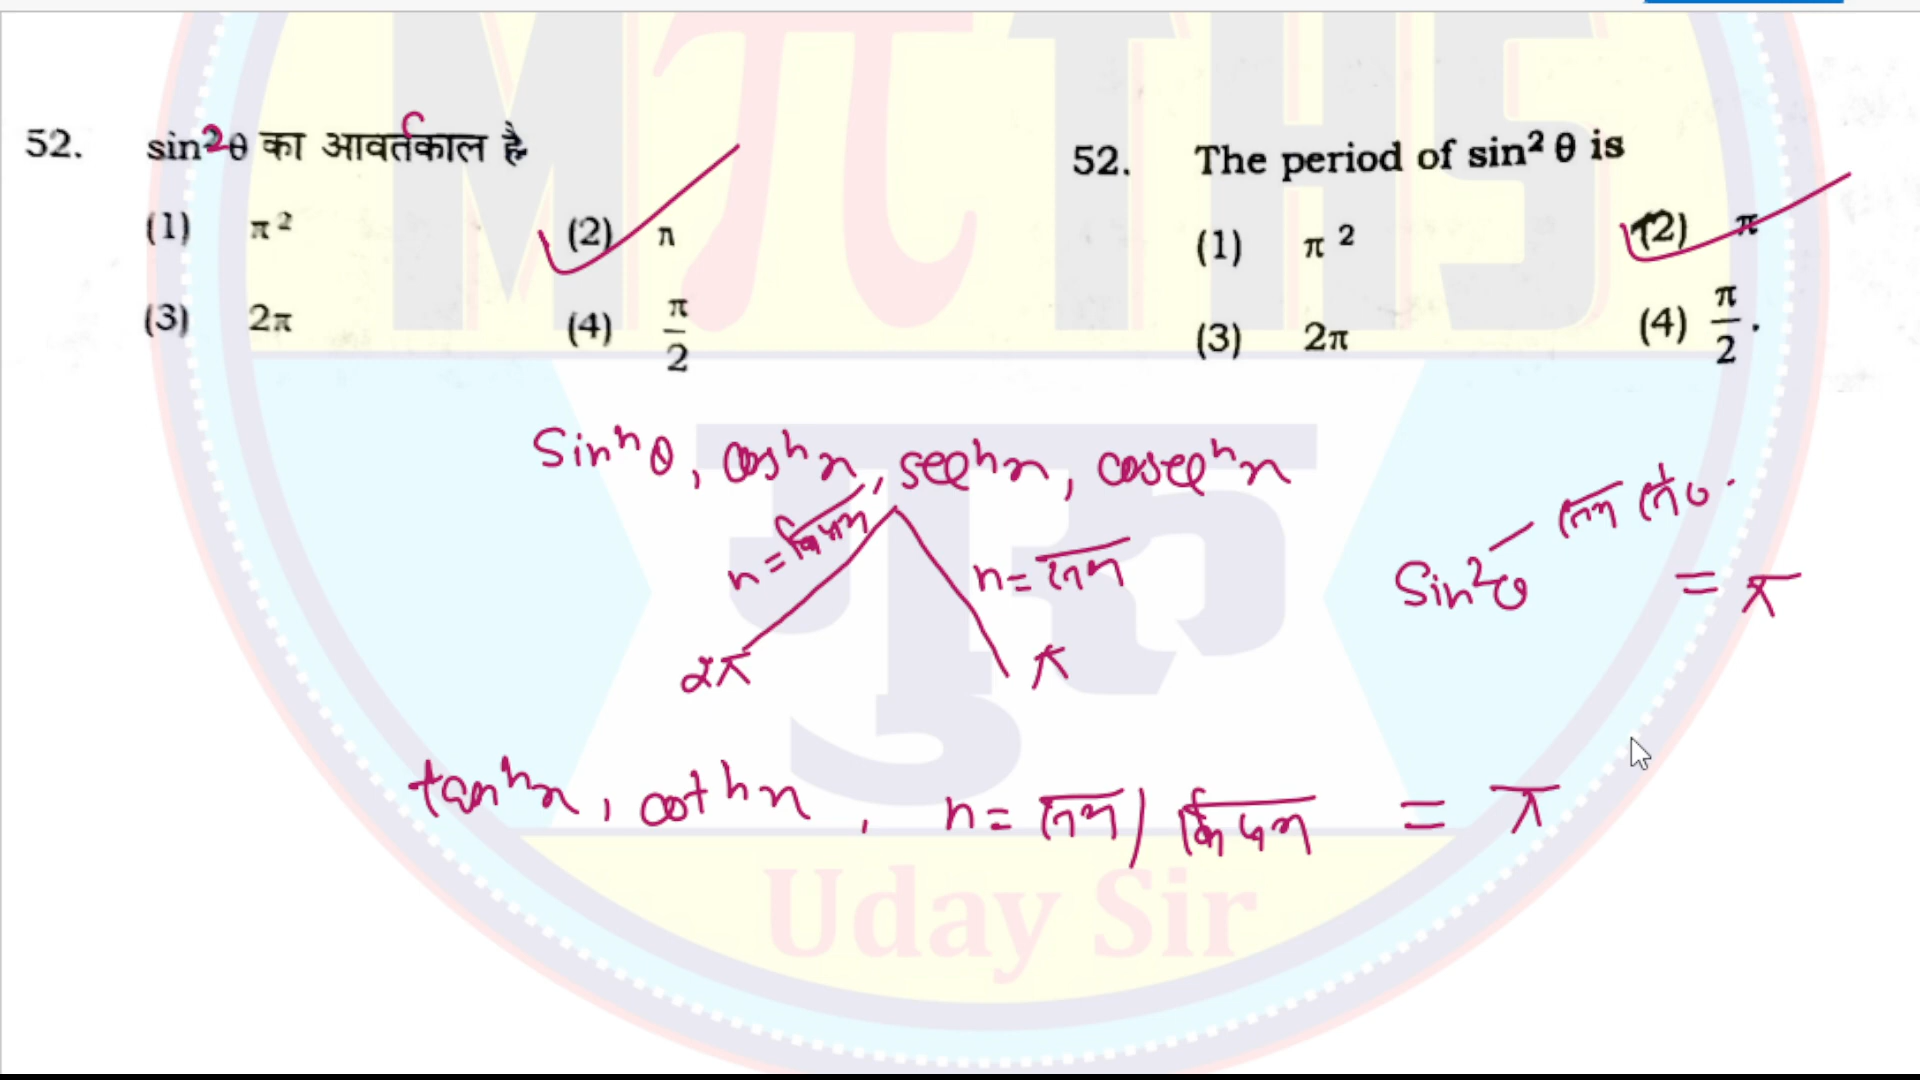 MπTHS
52. sin²θ का आवर्तकाल है
(1) π² (2) π
(3) 2π (4) π/2
52. The period of sin² θ is
(1) π² (2) π
(3) 2π (4) π/2.
Sinⁿθ, cosⁿx, secⁿx, cosecⁿx
n = विषम n = सम
2π π
Sin²θ सम = π
tanⁿx, cotⁿx, n = सम/विषम = π
गुरु
Uday Sir